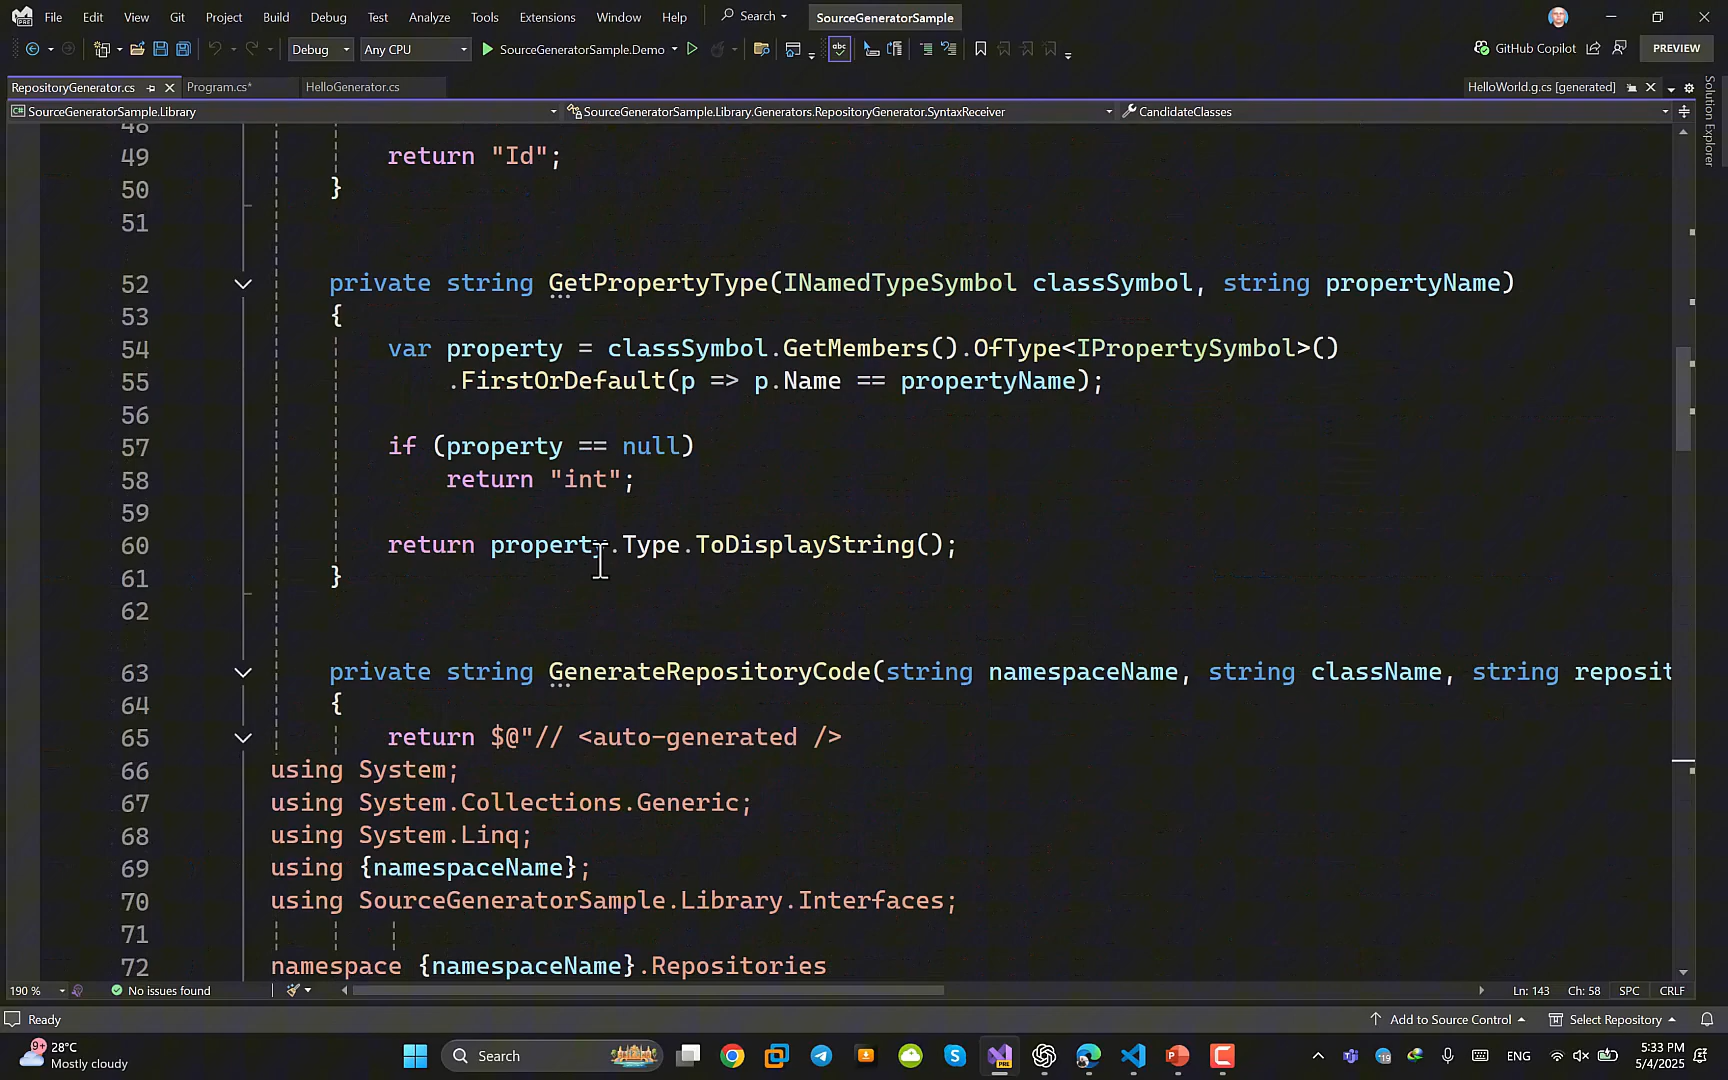 File Edit View Git Project Build Debug Test Analyze Tools Extensions Window Help Search SourceGeneratorSample
Debug Any CPU SourceGeneratorSample.Demo GitHub Copilot PREVIEW
RepositoryGenerator.cs Program.cs* HelloGenerator.cs HelloWorld.g.cs [generated]
SourceGeneratorSample.Library SourceGeneratorSample.Library.Generators.RepositoryGenerator.SyntaxReceiver CandidateClasses
Solution Explorer
48
49 return "Id";
50 }
51
52 private string GetPropertyType(INamedTypeSymbol classSymbol, string propertyName)
53 {
54 var property = classSymbol.GetMembers().OfType<IPropertySymbol>()
55 .FirstOrDefault(p => p.Name == propertyName);
56
57 if (property == null)
58 return "int";
59
60 return property.Type.ToDisplayString();
61 }
62
63 private string GenerateRepositoryCode(string namespaceName, string className, string reposit
64 {
65 return $@"// <auto-generated />
66 using System;
67 using System.Collections.Generic;
68 using System.Linq;
69 using {namespaceName};
70 using SourceGeneratorSample.Library.Interfaces;
71
72 namespace {namespaceName}.Repositories
190 % No issues found Ln: 143 Ch: 58 SPC CRLF
Ready Add to Source Control Select Repository
9+ 28°C
Mostly cloudy
Search
ENG
5:33 PM
5/4/2025